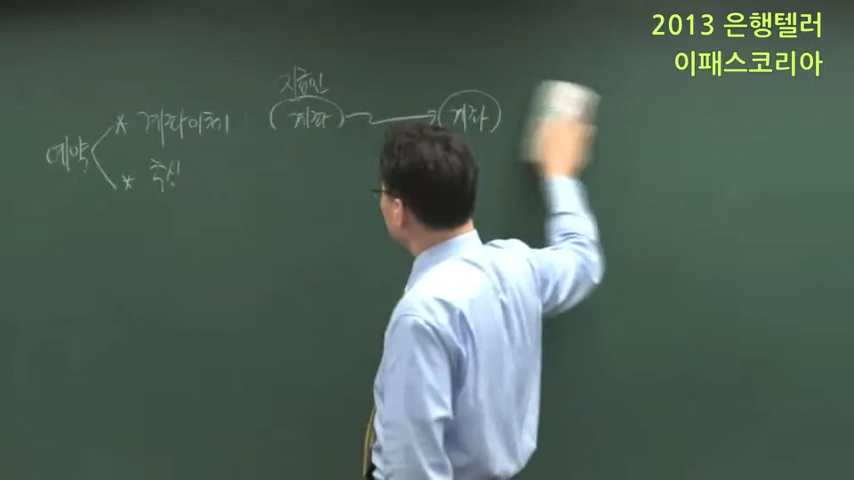 2013 은행텔러
이패스코리아
지급인
예약 * 계좌이체 (계좌) (계좌)
* 추심